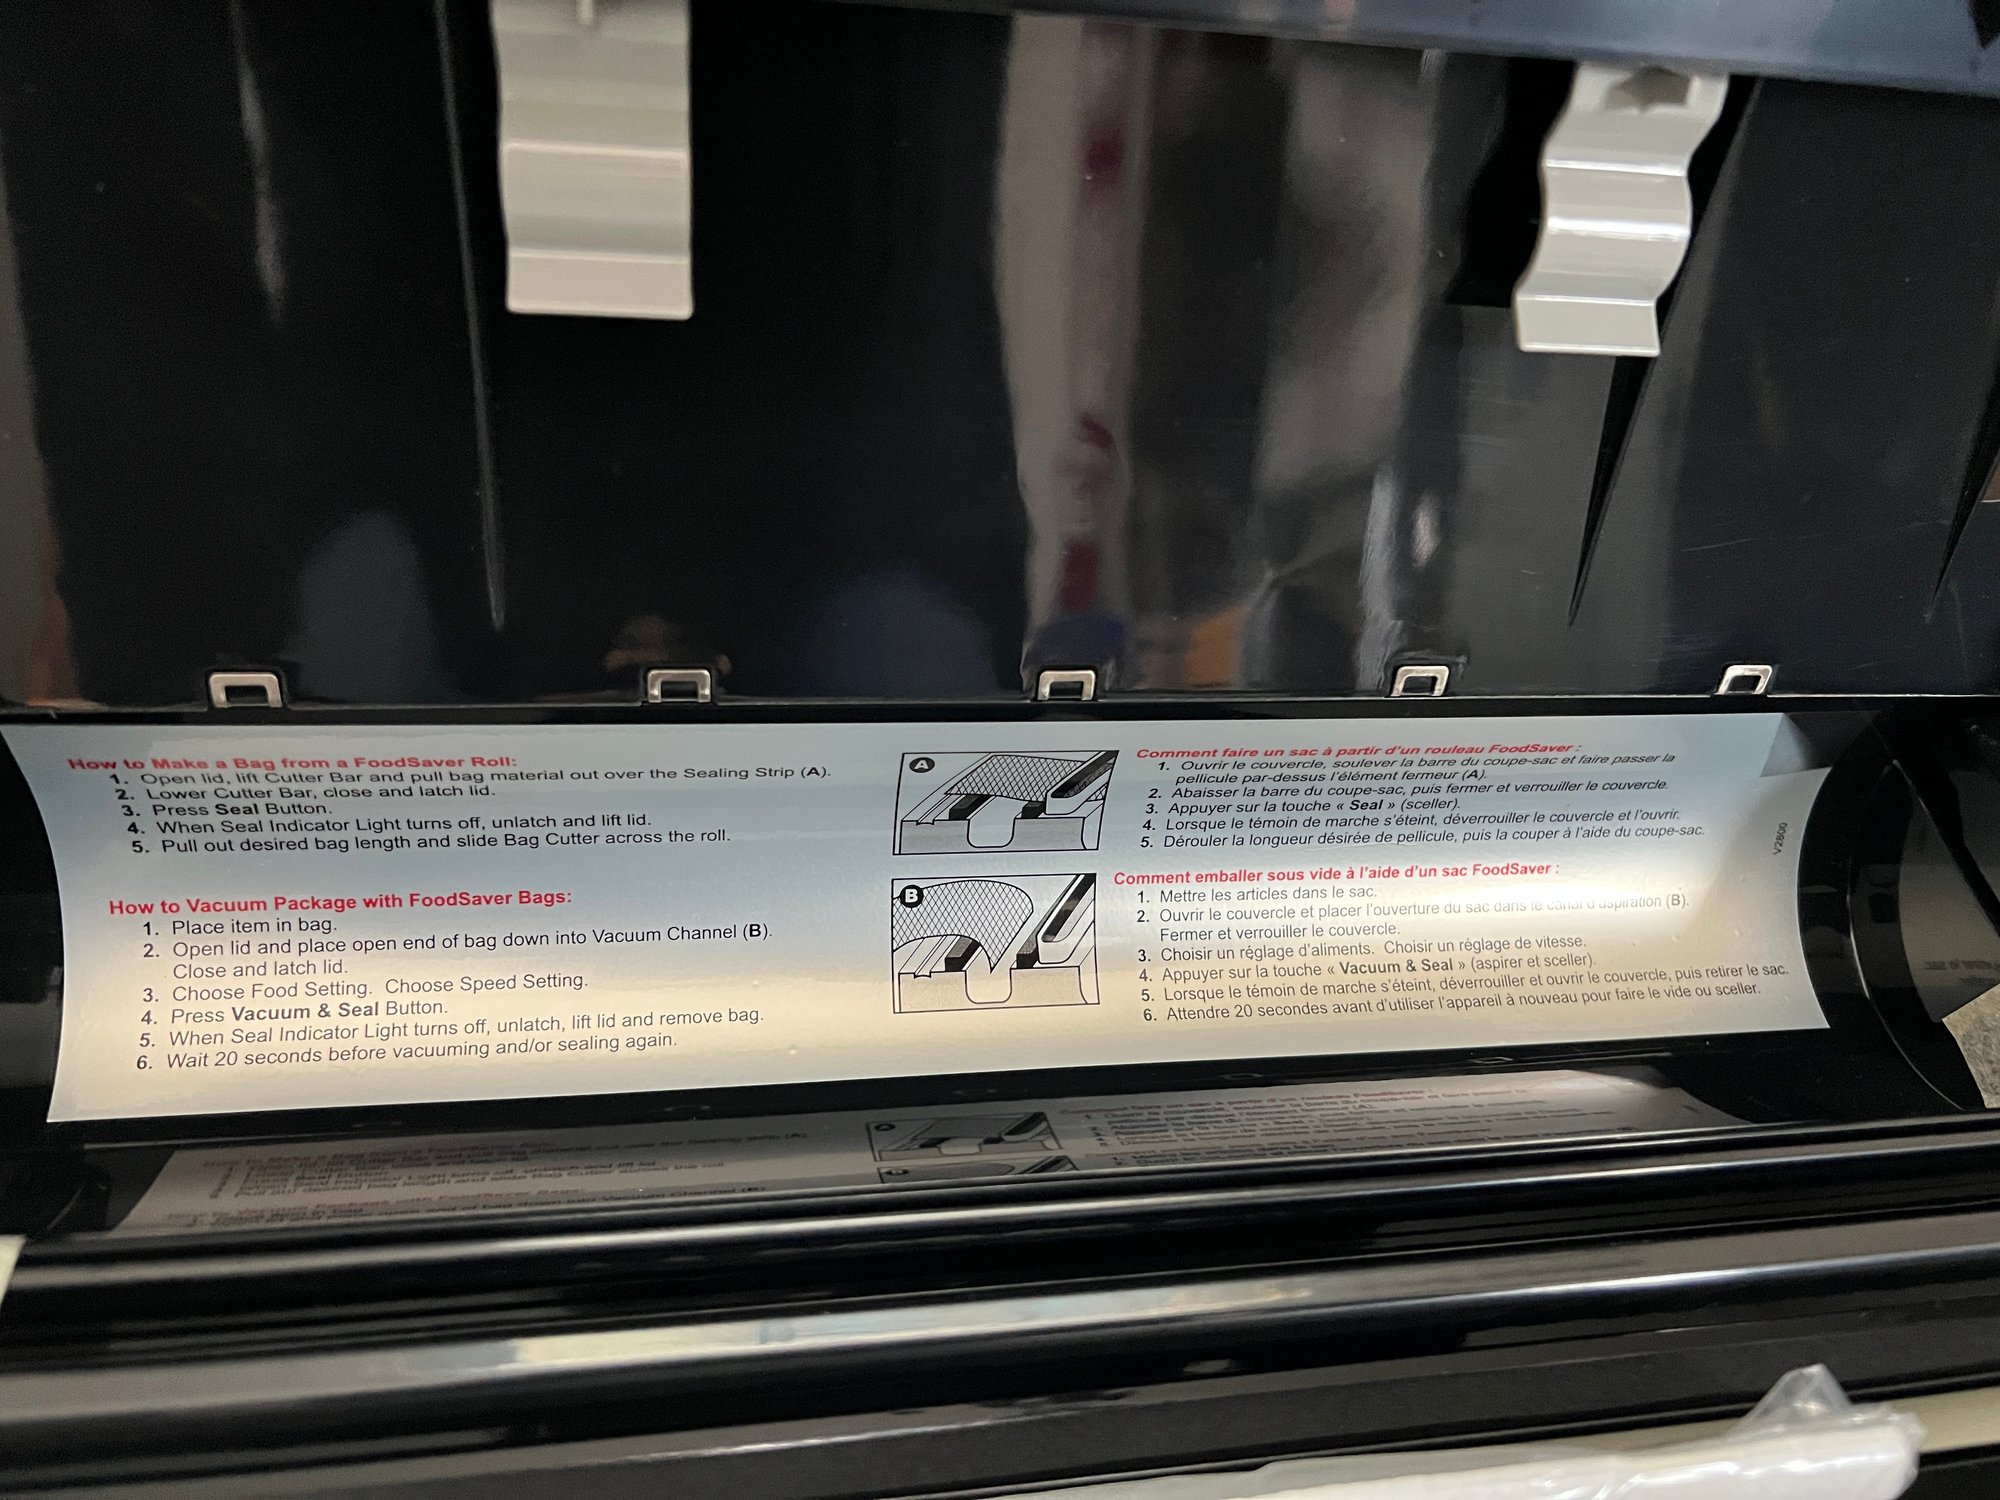 How to Make a Bag from a FoodSaver Roll:
1. Open lid, lift Cutter Bar and pull bag material out over the Sealing Strip (A).
2. Lower Cutter Bar, close and latch lid.
3. Press Seal Button.
4. When Seal Indicator Light turns off, unlatch and lift lid.
5. Pull out desired bag length and slide Bag Cutter across the roll.
How to Vacuum Package with FoodSaver Bags:
1. Place item in bag.
2. Open lid and place open end of bag down into Vacuum Channel (B).
Close and latch lid.
3. Choose Food Setting. Choose Speed Setting.
4. Press Vacuum & Seal Button.
5. When Seal Indicator Light turns off, unlatch, lift lid and remove bag.
6. Wait 20 seconds before vacuuming and/or sealing again.
A
B
Comment faire un sac à partir d'un rouleau FoodSaver :
1. Ouvrir le couvercle, soulever la barre du coupe-sac et faire passer la
pellicule par-dessus l'élément fermeur (A).
2. Abaisser la barre du coupe-sac, puis fermer et verrouiller le couvercle.
3. Appuyer sur la touche « Seal » (sceller).
4. Lorsque le témoin de marche s'éteint, déverrouiller le couvercle et l'ouvrir.
5. Dérouler la longueur désirée de pellicule, puis la couper à l'aide du coupe-sac.
Comment emballer sous vide à l'aide d'un sac FoodSaver :
1. Mettre les articles dans le sac.
2. Ouvrir le couvercle et placer l'ouverture du sac dans le canal d'aspiration (B).
Fermer et verrouiller le couvercle.
3. Choisir un réglage d'aliments. Choisir un réglage de vitesse.
4. Appuyer sur la touche « Vacuum & Seal » (aspirer et sceller).
5. Lorsque le témoin de marche s'éteint, déverrouiller et ouvrir le couvercle, puis retirer le sac.
6. Attendre 20 secondes avant d'utiliser l'appareil à nouveau pour faire le vide ou sceller.
V2800